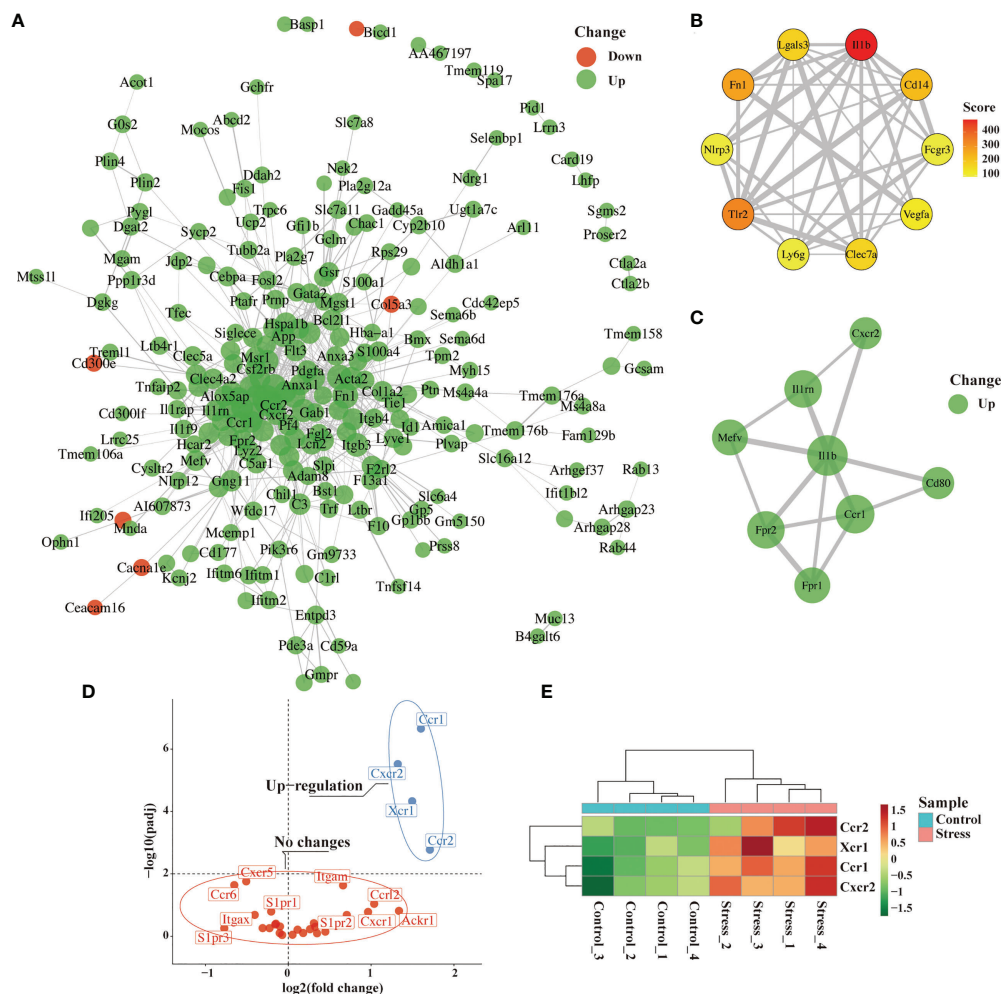 A
Basp1
Bicd1
AA467197
Tmem119
Spa17
Change
Down
Up
Acot1
Gchfr
G0s2
Abcd2
Mocos
Slc7a8
Pid1
Lrrn3
Selenbp1
Plin4
Ddah2
Nek2
Card19
Plin2
Fis1
Pla2g12a
Ndrg1
Lhfp
Pygl
Trpc6
Slc7a11
Gadd45a
Ugt1a7c
Ucp2
Gfi1b
Chac1
Cyp2b10
Sgms2
Dgat2
Sycp2
Tubb2a
Gclm
Arl11
Proser2
Mgam
Jdp2
Pla2g7
Rps29
Gsr
Aldh1a1
Mtss1l
Ppp1r3d
Cebpa
Fosl2
S100a1
Ctla2a
Ctla2b
Dgkg
Ptafr
Prnp
Gata2
Mgst1
Col5a3
Cdc42ep5
Tfec
Hspa1b
Bcl2l1
Sema6b
Siglece
App
Hba-a1
Treml1
Ltb4r1
Flt3
Anxa3
Bmx
Sema6d
Tmem158
Cd300e
Clec5a
Msr1
S100a4
Tpm2
Csf2rb
Pdgfa
Myh15
Gcsam
Tnfaip2
Clec4a2
Anxa1
Acta2
Alox5ap
Fn1
Col1a2
Ptn
Ms4a4a
Tmem176a
Cd300lf
Il1rap
Il1rn
Ccr2
Tie1
Ms4a8a
Cxcr2
Gab1
Itgb4
Id1
Amica1
Lrrc25
Il1f9
Ccr1
Pf4
Tmem176b
Fam129b
Hcar2
Fpr2
Fgl2
Itgb3
Lyve1
Plvap
Tmem106a
Mefv
Lyz2
Lcn2
Cysltr2
C5ar1
Slpi
F2rl2
Slc16a12
Arhgef37
Rab13
Nlrp12
Gng11
Adam8
F13a1
Chil1
Bst1
Slc6a4
Ifit1bl2
AI607873
C3
Ltbr
Gp5
Ifi205
Wfdc17
Trf
Arhgap23
Mnda
F10
Gp1bb
Gm5150
Arhgap28
Ophn1
Mcemp1
Pik3r6
Prss8
Rab44
Cd177
Gm9733
Cacna1e
Kcnj2
Ifitm6
Ifitm1
C1rl
Tnfsf14
Ceacam16
Ifitm2
Entpd3
Muc13
Pde3a
Cd59a
B4galt6
Gmpr
B
Lgals3
Il1b
Fn1
Cd14
Nlrp3
Fcgr3
Tlr2
Vegfa
Ly6g
Clec7a
Score
400
300
200
100
C
Cxcr2
Il1rn
Mefv
Il1b
Cd80
Ccr1
Fpr2
Fpr1
Change
Up
D
Ccr1
Cxcr2
Xcr1
Ccr2
Up-regulation
No changes
Cxcr5
Itgam
Ccr6
Ccrl2
S1pr1
Itgax
S1pr2
Cxcr1
Ackr1
S1pr3
6
4
2
0
-log10(padj)
-1
0
1
2
log2(fold change)
E
Ccr2
Xcr1
Ccr1
Cxcr2
Control_3
Control_2
Control_1
Control_4
Stress_2
Stress_3
Stress_1
Stress_4
1.5
1
0.5
0
-0.5
-1
-1.5
Sample
Control
Stress